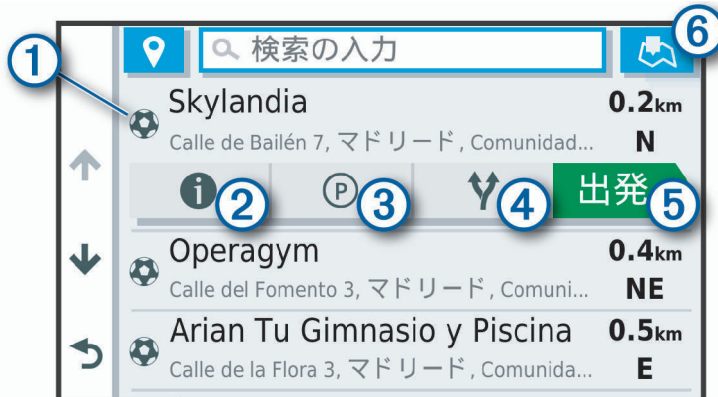 検索の入力
⑥
①
Skylandia 0.2km
Calle de Bailén 7, マドリード, Comunidad... N
i ② P ③ ④ 出発 ⑤
Operagym 0.4km
Calle del Fomento 3, マドリード, Comuni... NE
Arian Tu Gimnasio y Piscina 0.5km
Calle de la Flora 3, マドリード, Comunida... E